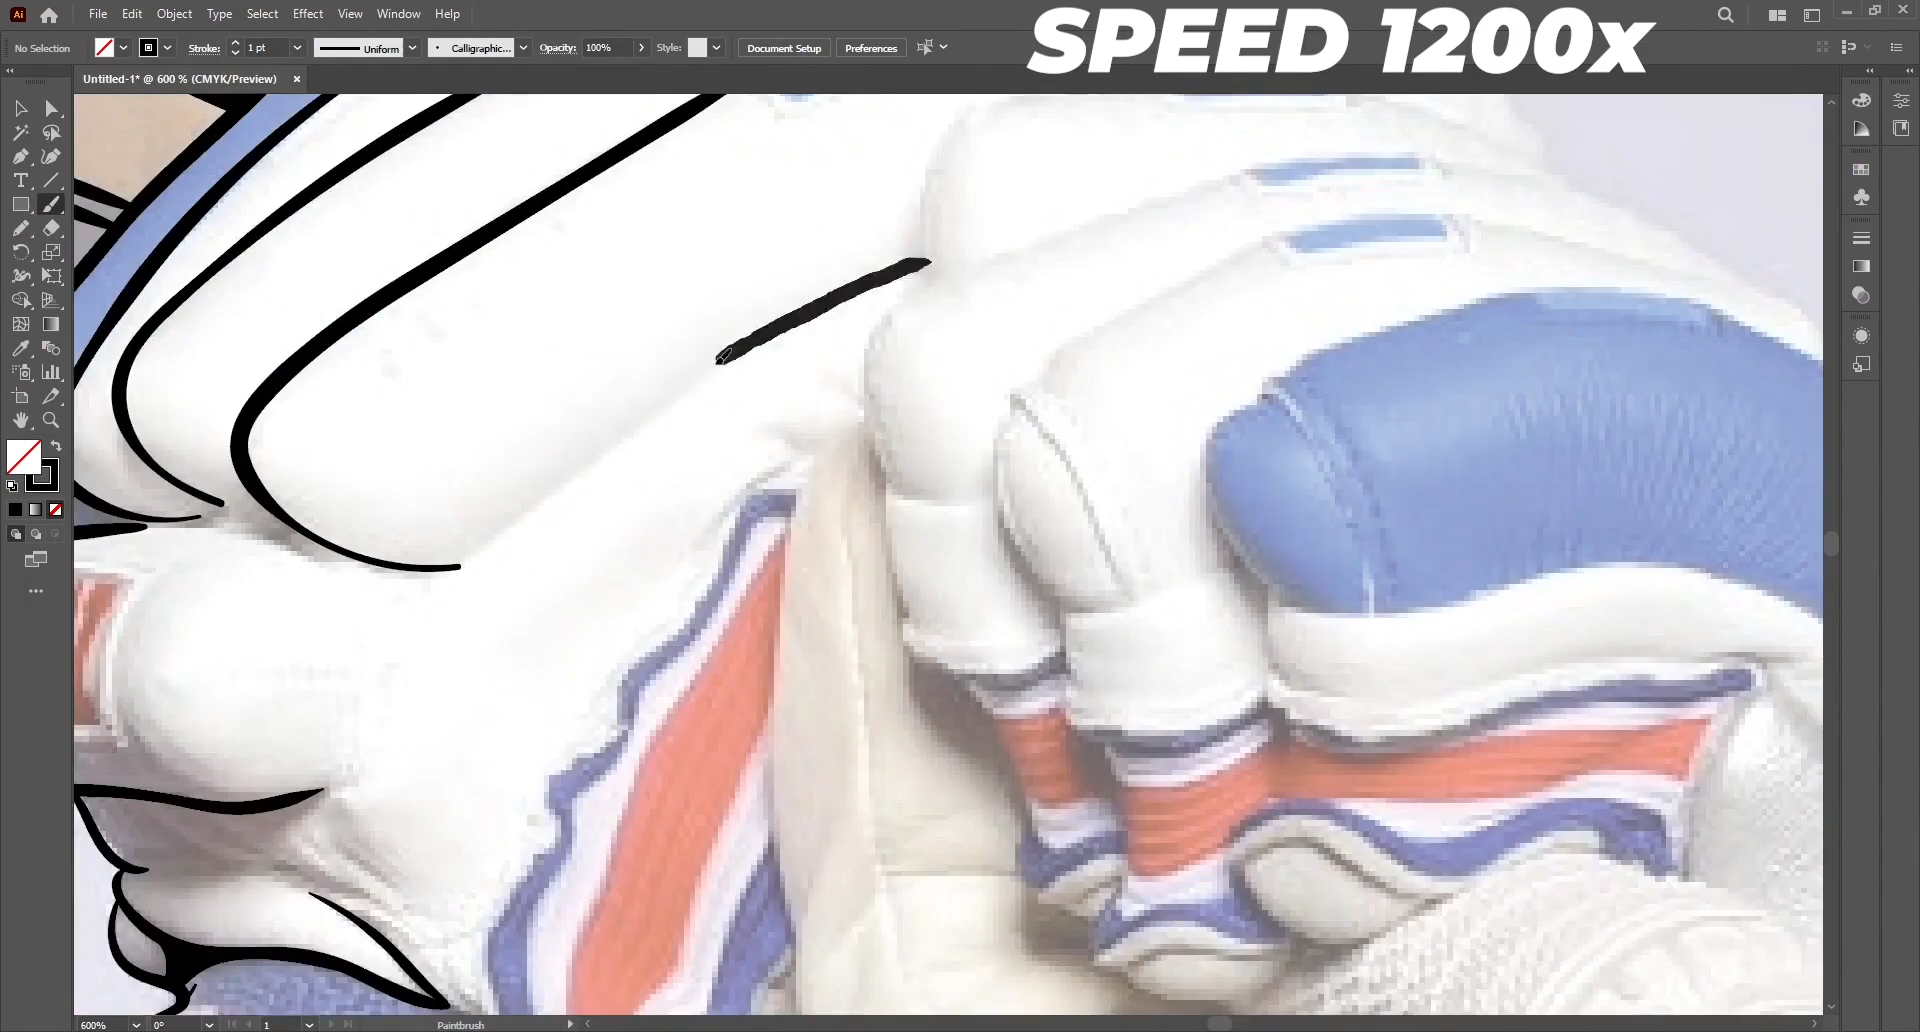 SPEED 1200x
Ai File Edit Object Type Select Effect View Window Help
No Selection Stroke: 1 pt Uniform Calligraphic... Opacity: 100% Style: Document Setup Preferences
Untitled-1* @ 600 % (CMYK/Preview) ×
600% 0° 1 Paintbrush